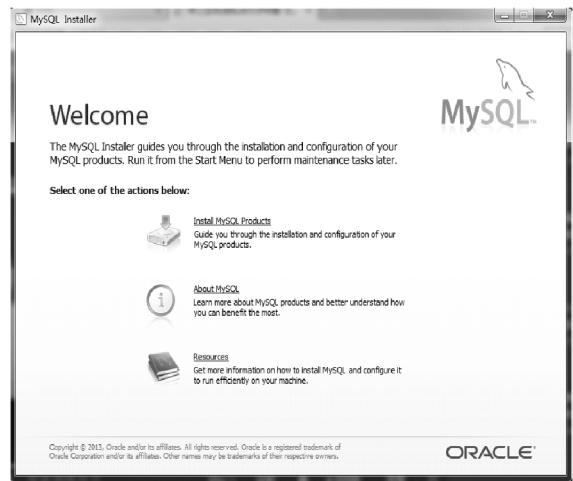 MySQL Installer
MySQL
Welcome
The MySQL Installer guides you through the installation and configuration of your
MySQL products. Run it from the Start Menu to perform maintenance tasks later.
Select one of the actions below:
Install MySQL Products
Guide you through the installation and configuration of your
MySQL products.
About MySQL
Learn more about MySQL products and better understand how
you can benefit the most.
Resources
Get more information on how to install MySQL and configure it
to run efficiently on your machine.
Copyright © 2013, Oracle and/or its affiliates. All rights reserved. Oracle is a registered trademark of
Oracle Corporation and/or its affiliates. Other names may be trademarks of their respective owners.
ORACLE